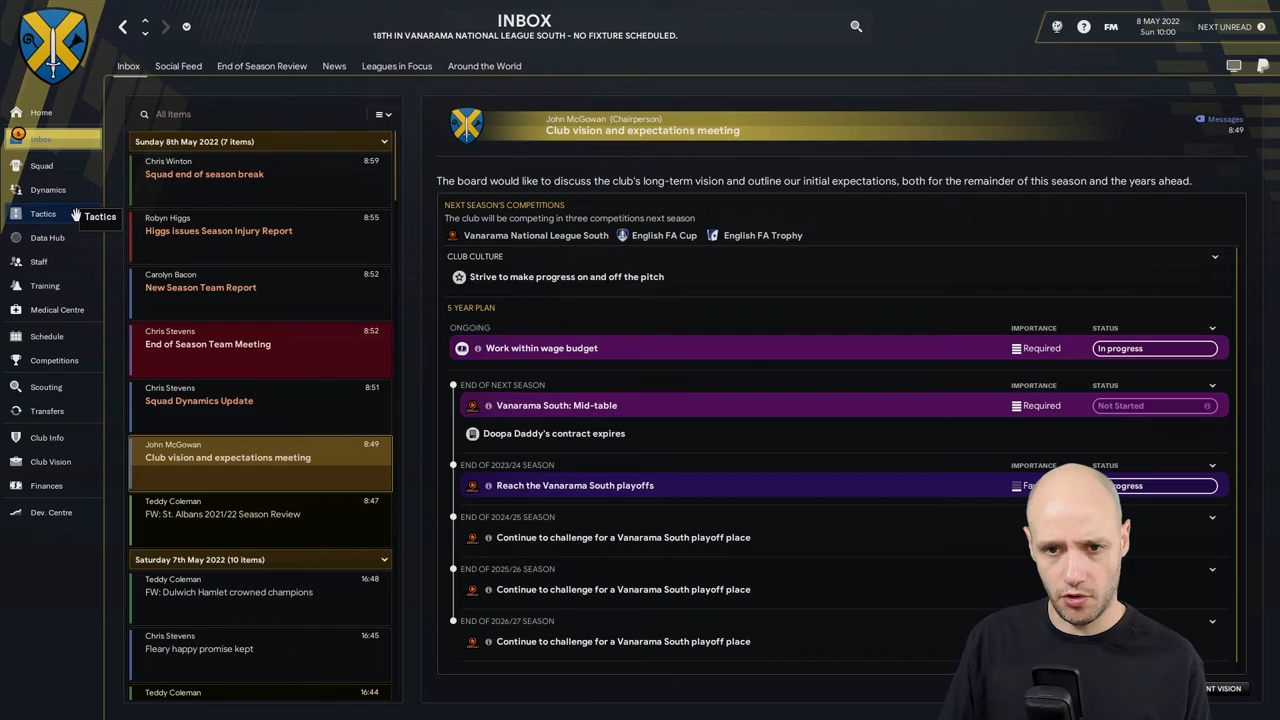 INBOX
18TH IN VANARAMA NATIONAL LEAGUE SOUTH - NO FIXTURE SCHEDULED.
FM
8 MAY 2022
Sun 10:00
NEXT UNREAD
Inbox
Social Feed
End of Season Review
News
Leagues in Focus
Around the World
Home
Inbox
Squad
Dynamics
Tactics
Tactics
Data Hub
Staff
Training
Medical Centre
Schedule
Competitions
Scouting
Transfers
Club Info
Club Vision
Finances
Dev. Centre
All Items
Sunday 8th May 2022 (7 items)
Chris Winton 8:59
Squad end of season break
Robyn Higgs 8:55
Higgs issues Season Injury Report
Carolyn Bacon 8:52
New Season Team Report
Chris Stevens 8:52
End of Season Team Meeting
Chris Stevens 8:51
Squad Dynamics Update
John McGowan 8:49
Club vision and expectations meeting
Teddy Coleman 8:47
FW: St. Albans 2021/22 Season Review
Saturday 7th May 2022 (10 items)
Teddy Coleman 16:48
FW: Dulwich Hamlet crowned champions
Chris Stevens 16:45
Fleary happy promise kept
Teddy Coleman 16:44
John McGowan (Chairperson)
Club vision and expectations meeting
Messages
8:49
The board would like to discuss the club's long-term vision and outline our initial expectations, both for the remainder of this season and the years ahead.
NEXT SEASON'S COMPETITIONS
The club will be competing in three competitions next season
Vanarama National League South English FA Cup English FA Trophy
CLUB CULTURE
Strive to make progress on and off the pitch
5 YEAR PLAN
ONGOING IMPORTANCE STATUS
Work within wage budget Required In progress
END OF NEXT SEASON IMPORTANCE STATUS
Vanarama South: Mid-table Required Not Started
Doopa Daddy's contract expires
END OF 2023/24 SEASON STATUS
Reach the Vanarama South playoffs
END OF 2024/25 SEASON
Continue to challenge for a Vanarama South playoff place
END OF 2025/26 SEASON
Continue to challenge for a Vanarama South playoff place
END OF 2026/27 SEASON
Continue to challenge for a Vanarama South playoff place
VISION